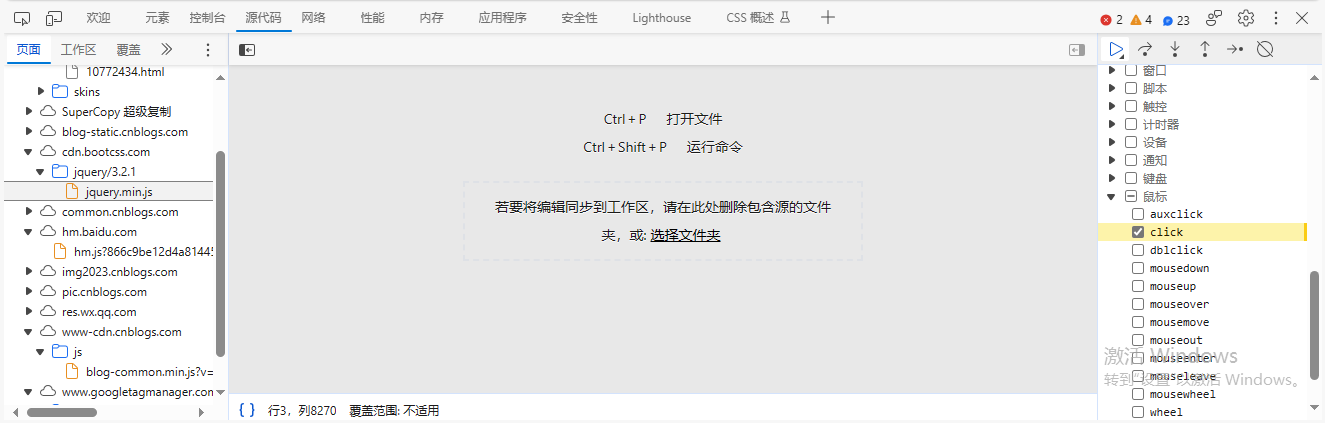 欢迎 元素 控制台 源代码 网络 性能 内存 应用程序 安全性 Lighthouse CSS 概述 2 4 23
页面 工作区 覆盖
10772434.html
skins
SuperCopy 超级复制
blog-static.cnblogs.com
cdn.bootcss.com
jquery/3.2.1
jquery.min.js
common.cnblogs.com
hm.baidu.com
hm.js?866c9be12d4a81445
img2023.cnblogs.com
pic.cnblogs.com
res.wx.qq.com
www-cdn.cnblogs.com
js
blog-common.min.js?v=
www.googletagmanager.com
Ctrl + P 打开文件
Ctrl + Shift + P 运行命令
若要将编辑同步到工作区，请在此处删除包含源的文件
夹，或: 选择文件夹
{ } 行3，列8270 覆盖范围: 不适用
窗口
脚本
触控
计时器
设备
通知
键盘
鼠标
auxclick
click
dblclick
mousedown
mouseup
mouseover
mousemove
mouseout
mouseenter
mouseleave
mousewheel
wheel
激活 Windows
转到"设置"以激活 Windows。